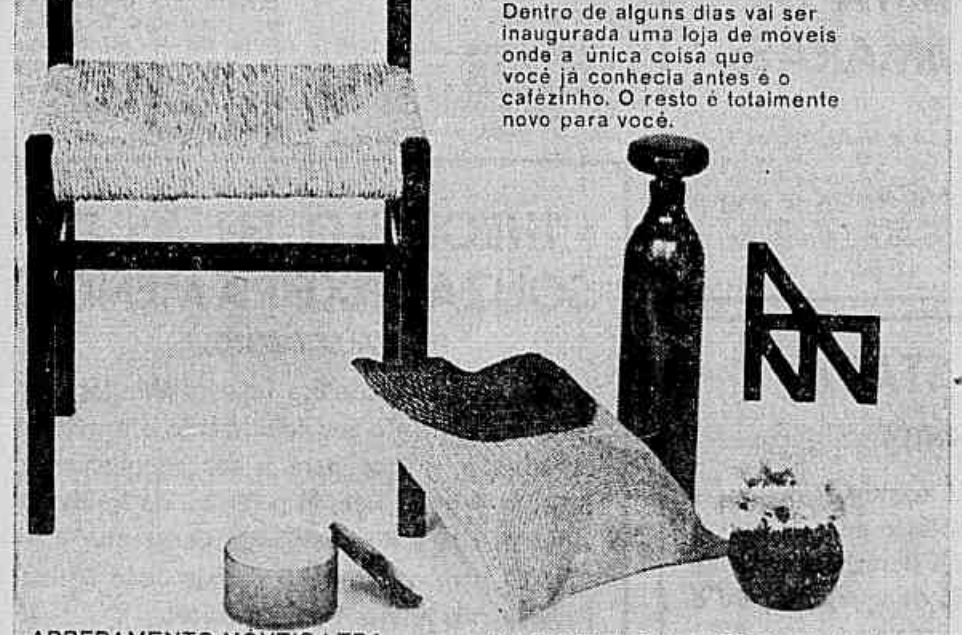 Dentro de alguns dias vai ser
inaugurada uma loja de móveis
onde a única coisa que
você já conhecia antes é o
cafèzinho. O resto é totalmente
novo para você.